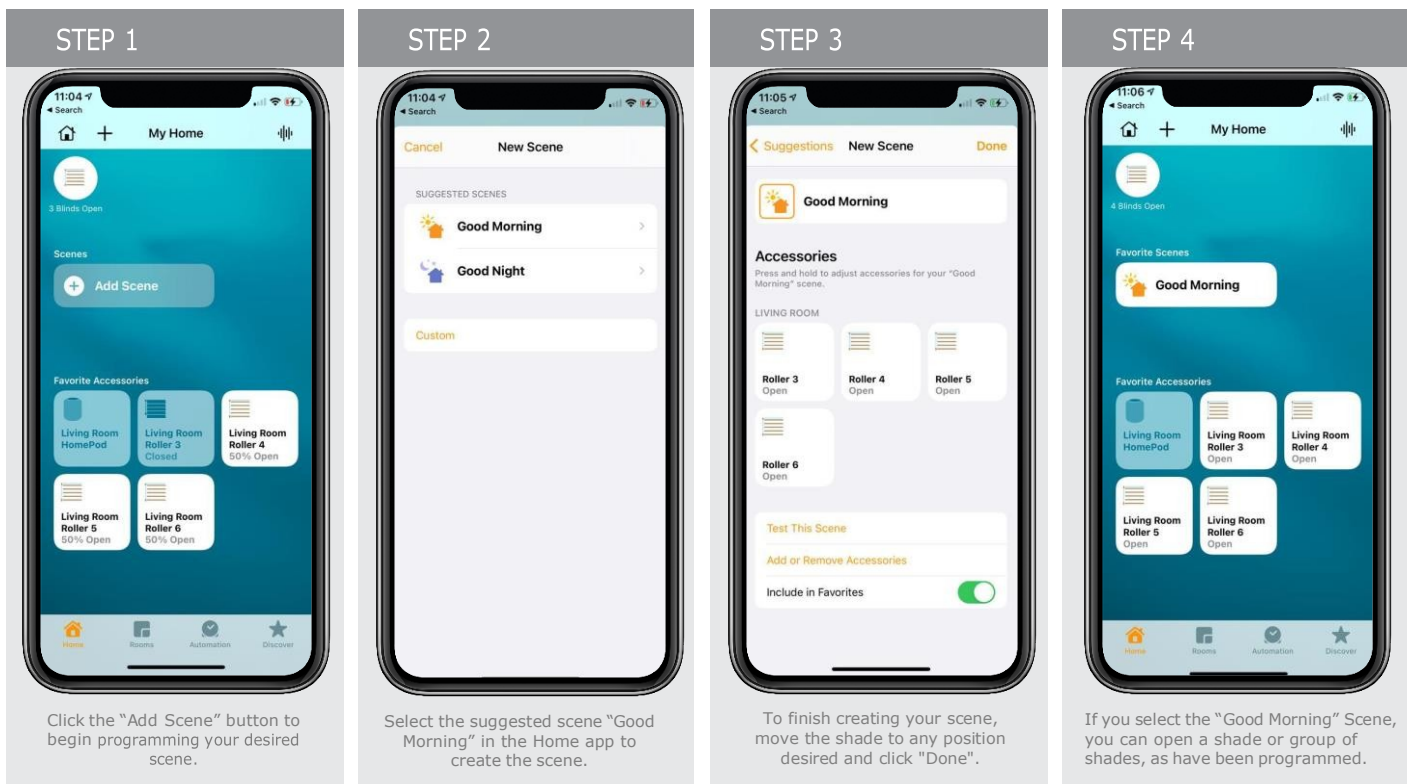 STEP 1
11:04
◀ Search
My Home
3 Blinds Open
Scenes
Add Scene
Favorite Accessories
Living Room
HomePod
Living Room
Roller 3
Closed
Living Room
Roller 4
50% Open
Living Room
Roller 5
50% Open
Living Room
Roller 6
50% Open
Home
Rooms
Automation
Discover
Click the “Add Scene” button to
begin programming your desired
scene.
STEP 2
11:04
◀ Search
Cancel
New Scene
SUGGESTED SCENES
Good Morning
Good Night
Custom
Select the suggested scene “Good
Morning” in the Home app to
create the scene.
STEP 3
11:05
◀ Search
Suggestions
New Scene
Done
Good Morning
Accessories
Press and hold to adjust accessories for your "Good
Morning" scene.
LIVING ROOM
Roller 3
Open
Roller 4
Open
Roller 5
Open
Roller 6
Open
Test This Scene
Add or Remove Accessories
Include in Favorites
To finish creating your scene,
move the shade to any position
desired and click "Done".
STEP 4
11:06
◀ Search
My Home
4 Blinds Open
Favorite Scenes
Good Morning
Favorite Accessories
Living Room
HomePod
Living Room
Roller 3
Open
Living Room
Roller 4
Open
Living Room
Roller 5
Open
Living Room
Roller 6
Open
Home
Rooms
Automation
Discover
If you select the “Good Morning” Scene,
you can open a shade or group of
shades, as have been programmed.